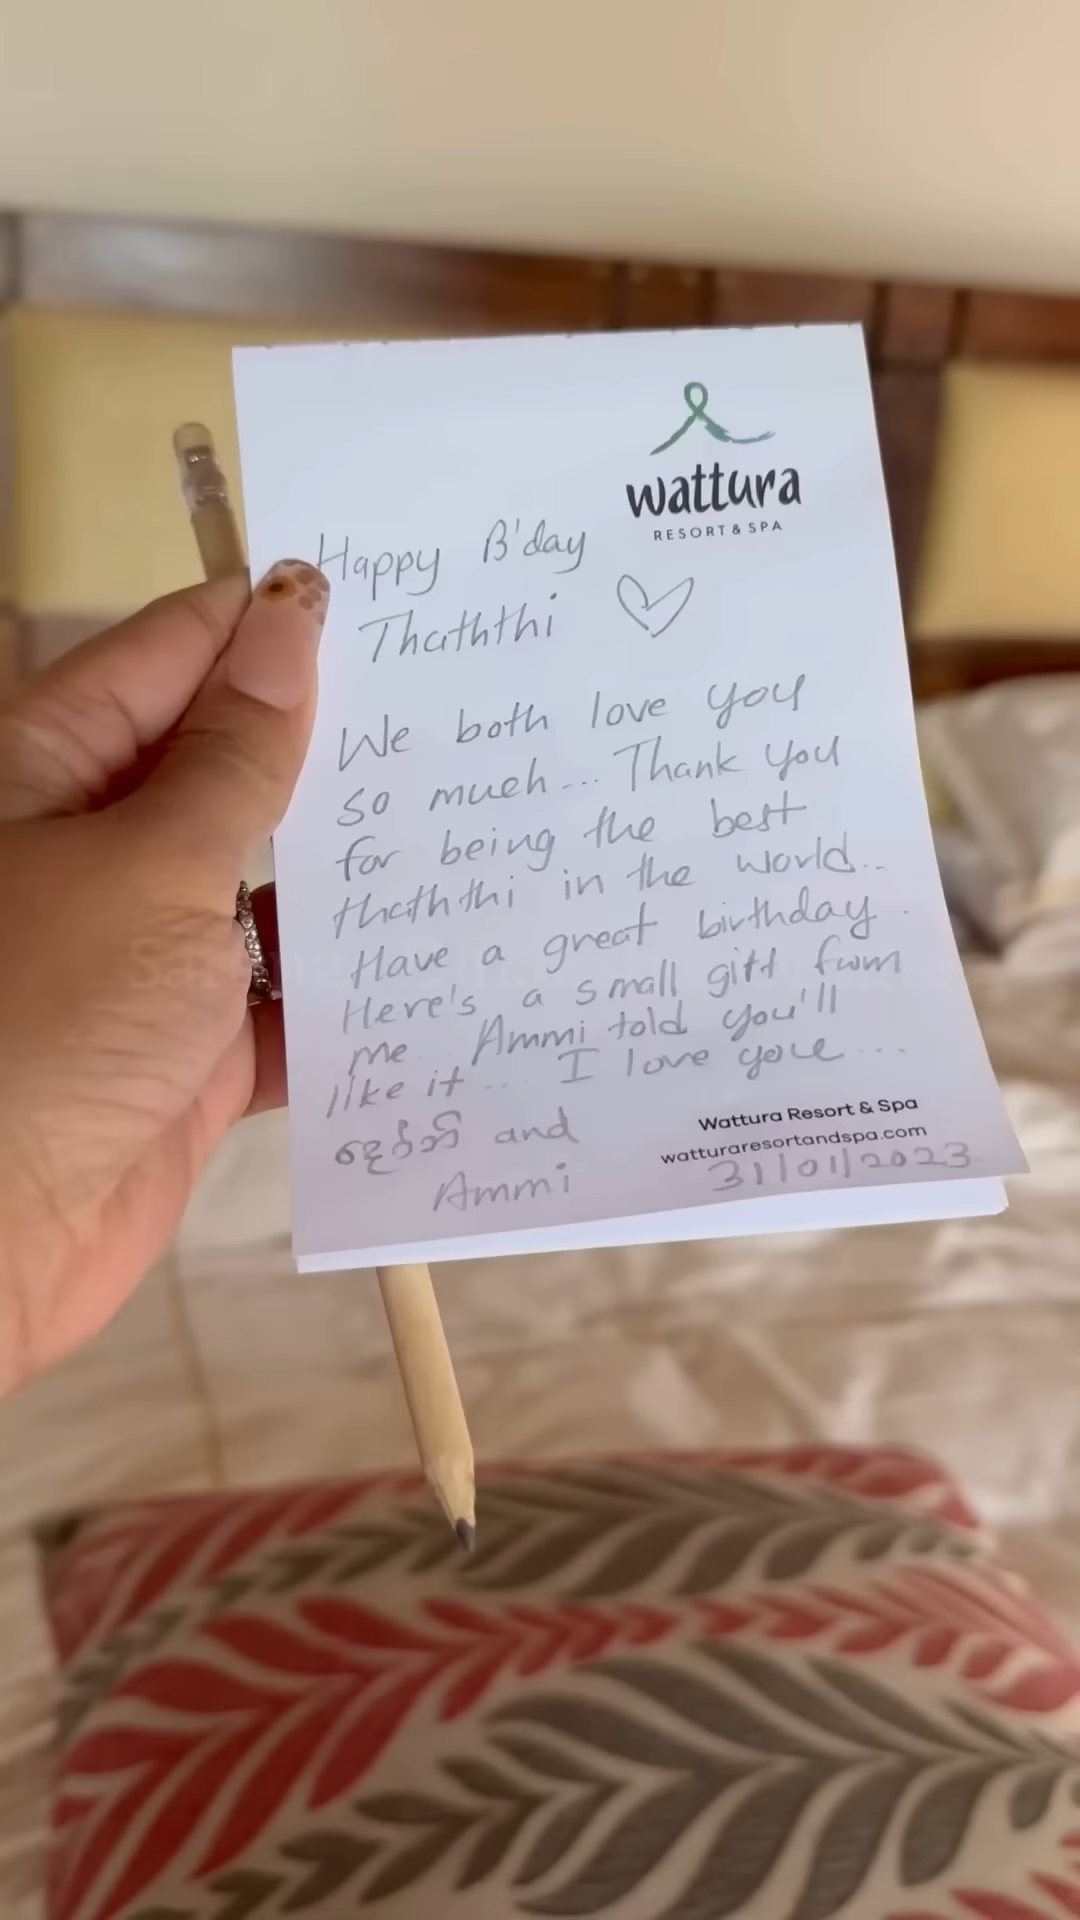 wattura
RESORT & SPA
Happy B'day
Thaththi
We both love you
so much... Thank you
for being the best
thaththi in the world..
Have a great birthday.
Here's a small gift from
me.. Ammi told you'll
like it... I love you...
and
Ammi
Wattura Resort & Spa
watturaresortandspa.com
31/01/2023